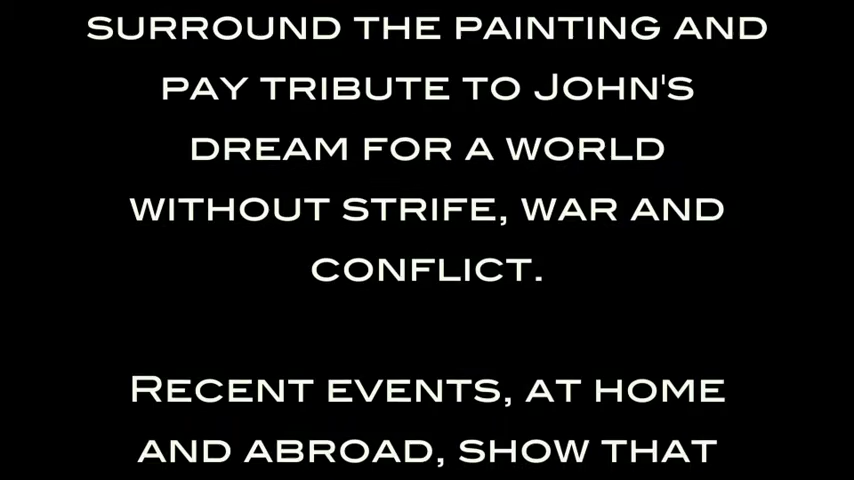 SURROUND THE PAINTING AND
PAY TRIBUTE TO JOHN'S
DREAM FOR A WORLD
WITHOUT STRIFE, WAR AND
CONFLICT.
RECENT EVENTS, AT HOME
AND ABROAD, SHOW THAT